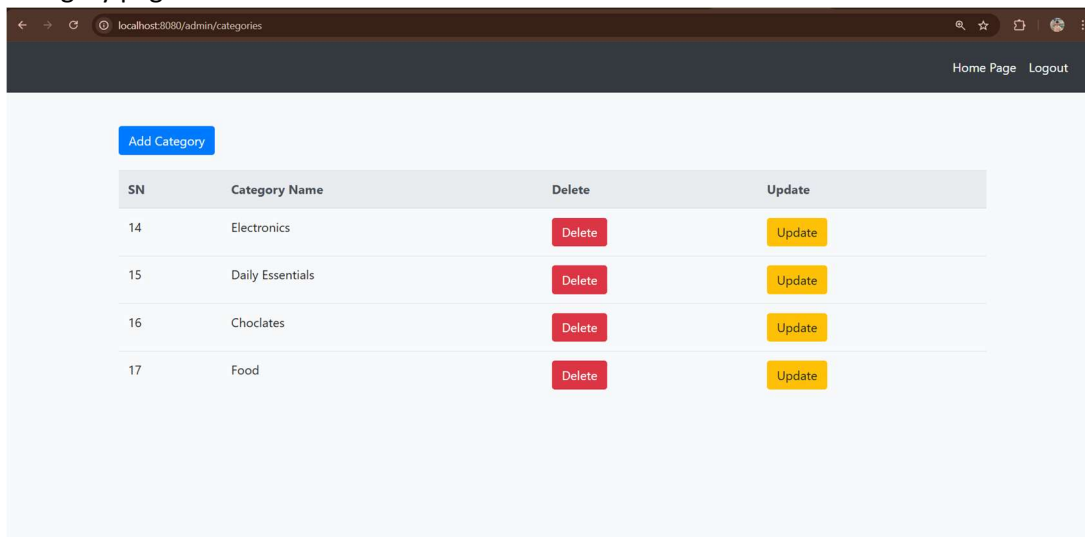 localhost:8080/admin/categories
Home Page Logout
Add Category
SN Category Name Delete Update
14 Electronics Delete Update
15 Daily Essentials Delete Update
16 Choclates Delete Update
17 Food Delete Update